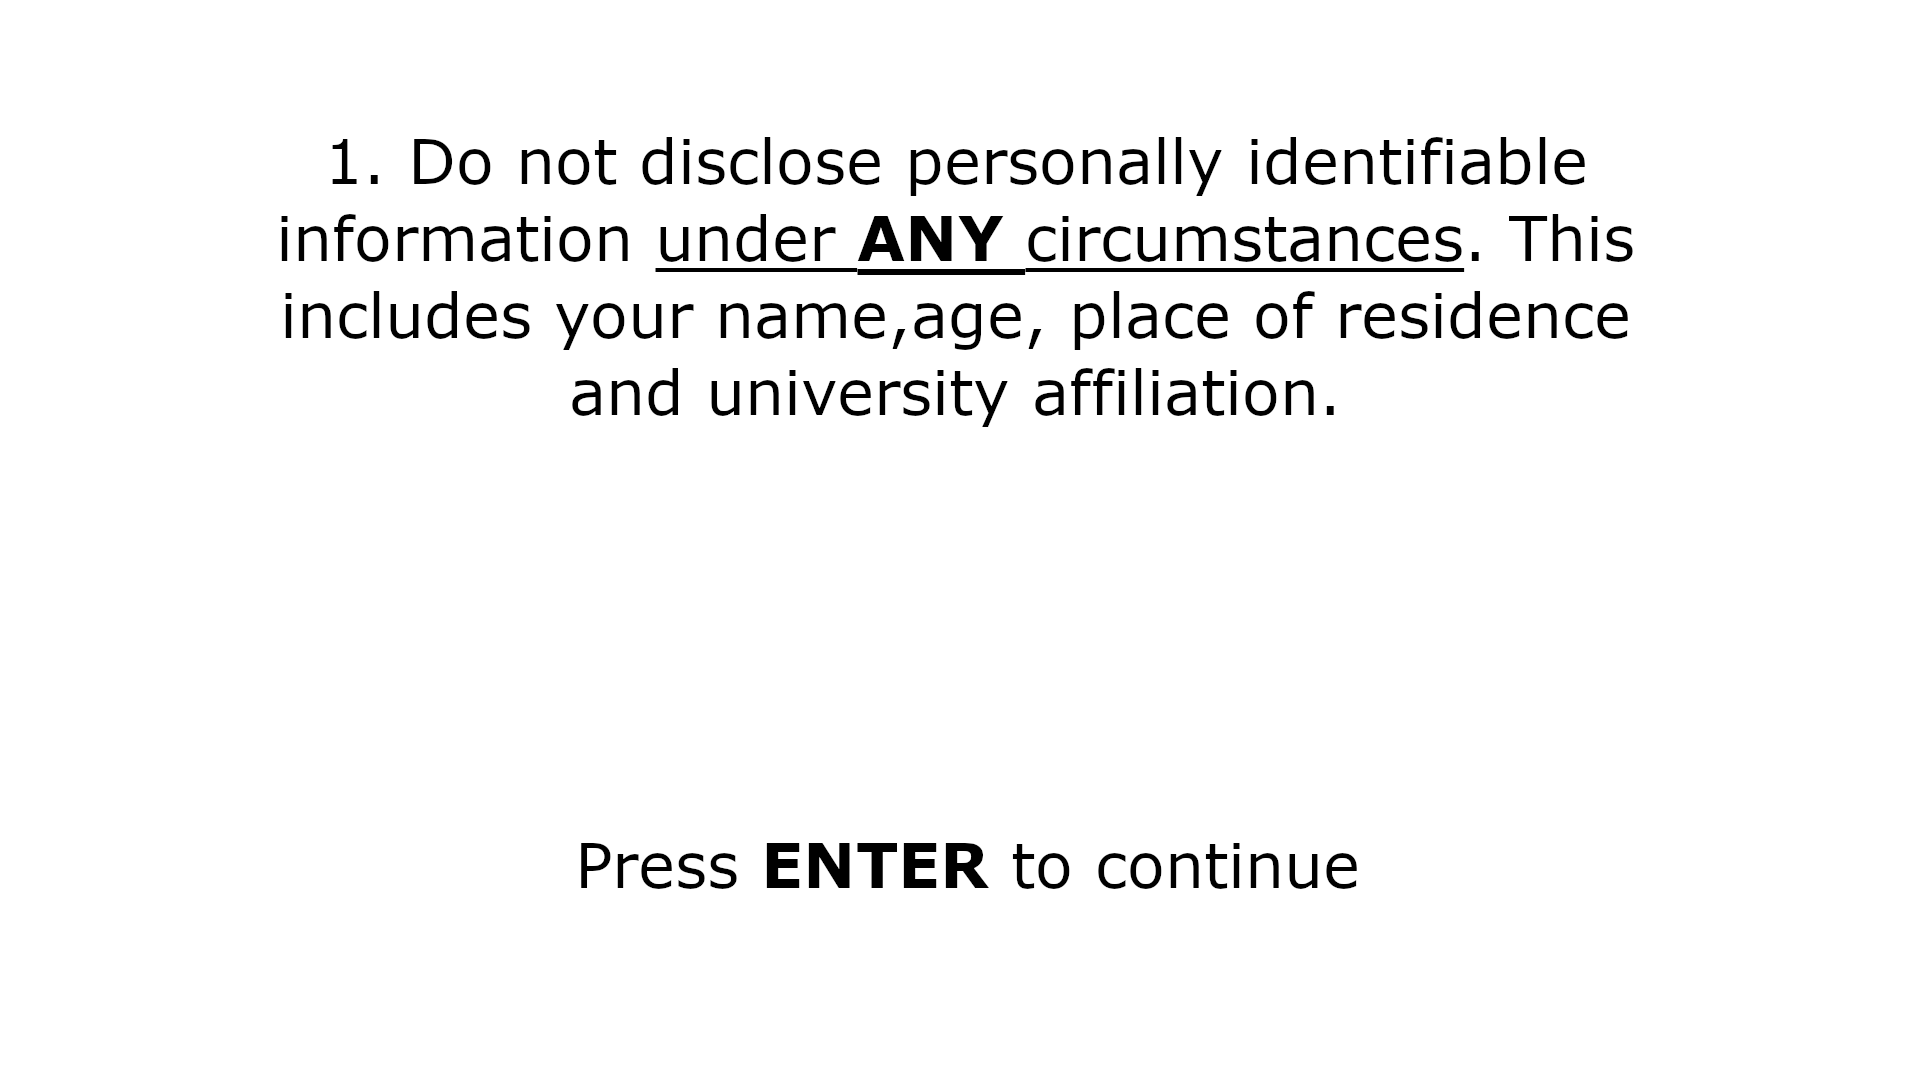 1. Do not disclose personally identifiable
information under ANY circumstances. This
includes your name,age, place of residence
and university affiliation.
Press ENTER to continue